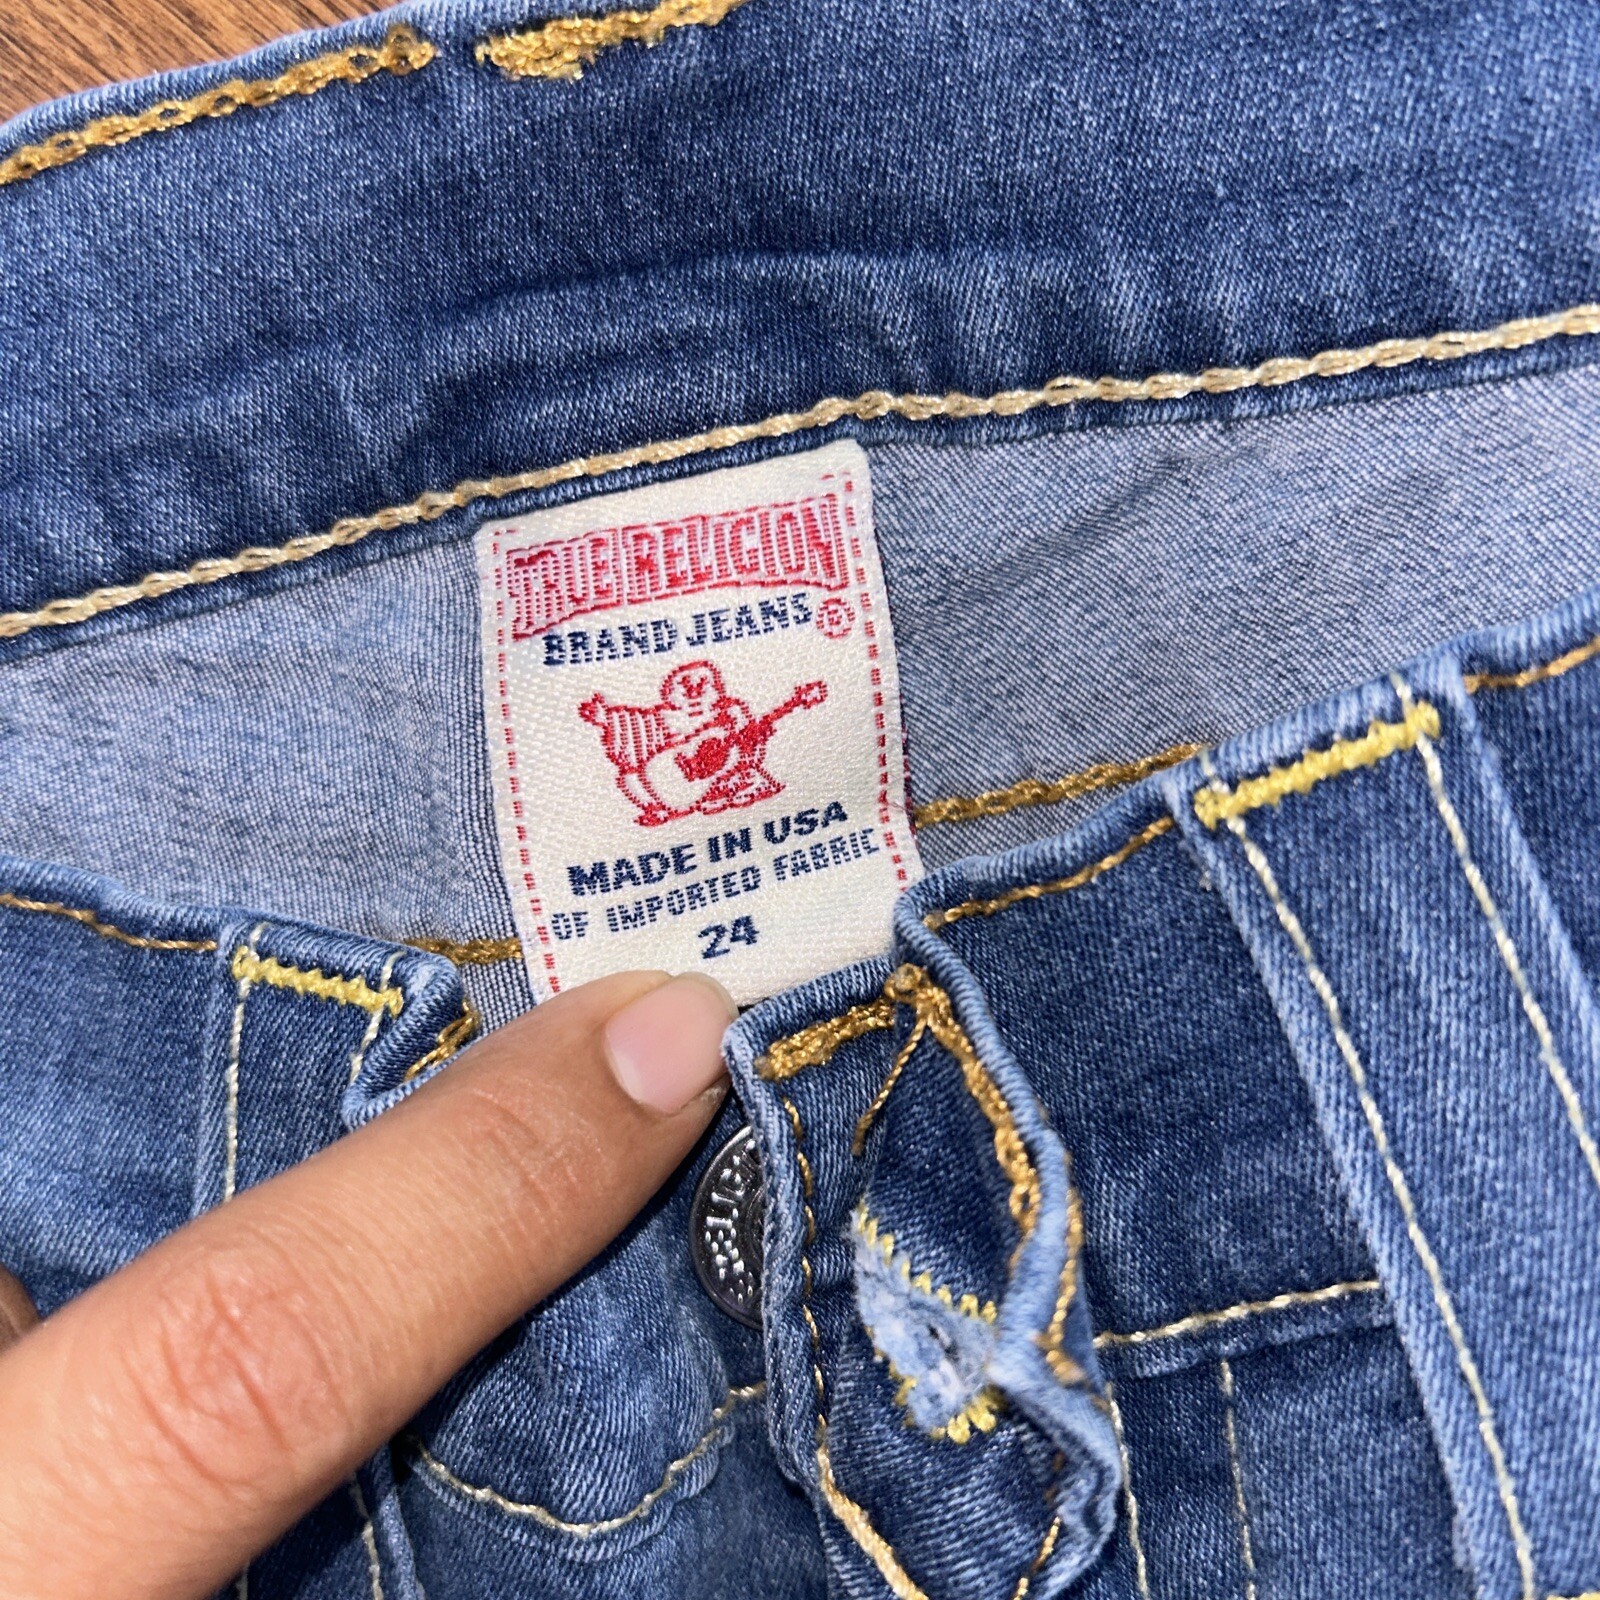 TRUE RELIGION
BRAND JEANS ®
MADE IN USA
OF IMPORTED FABRIC
24